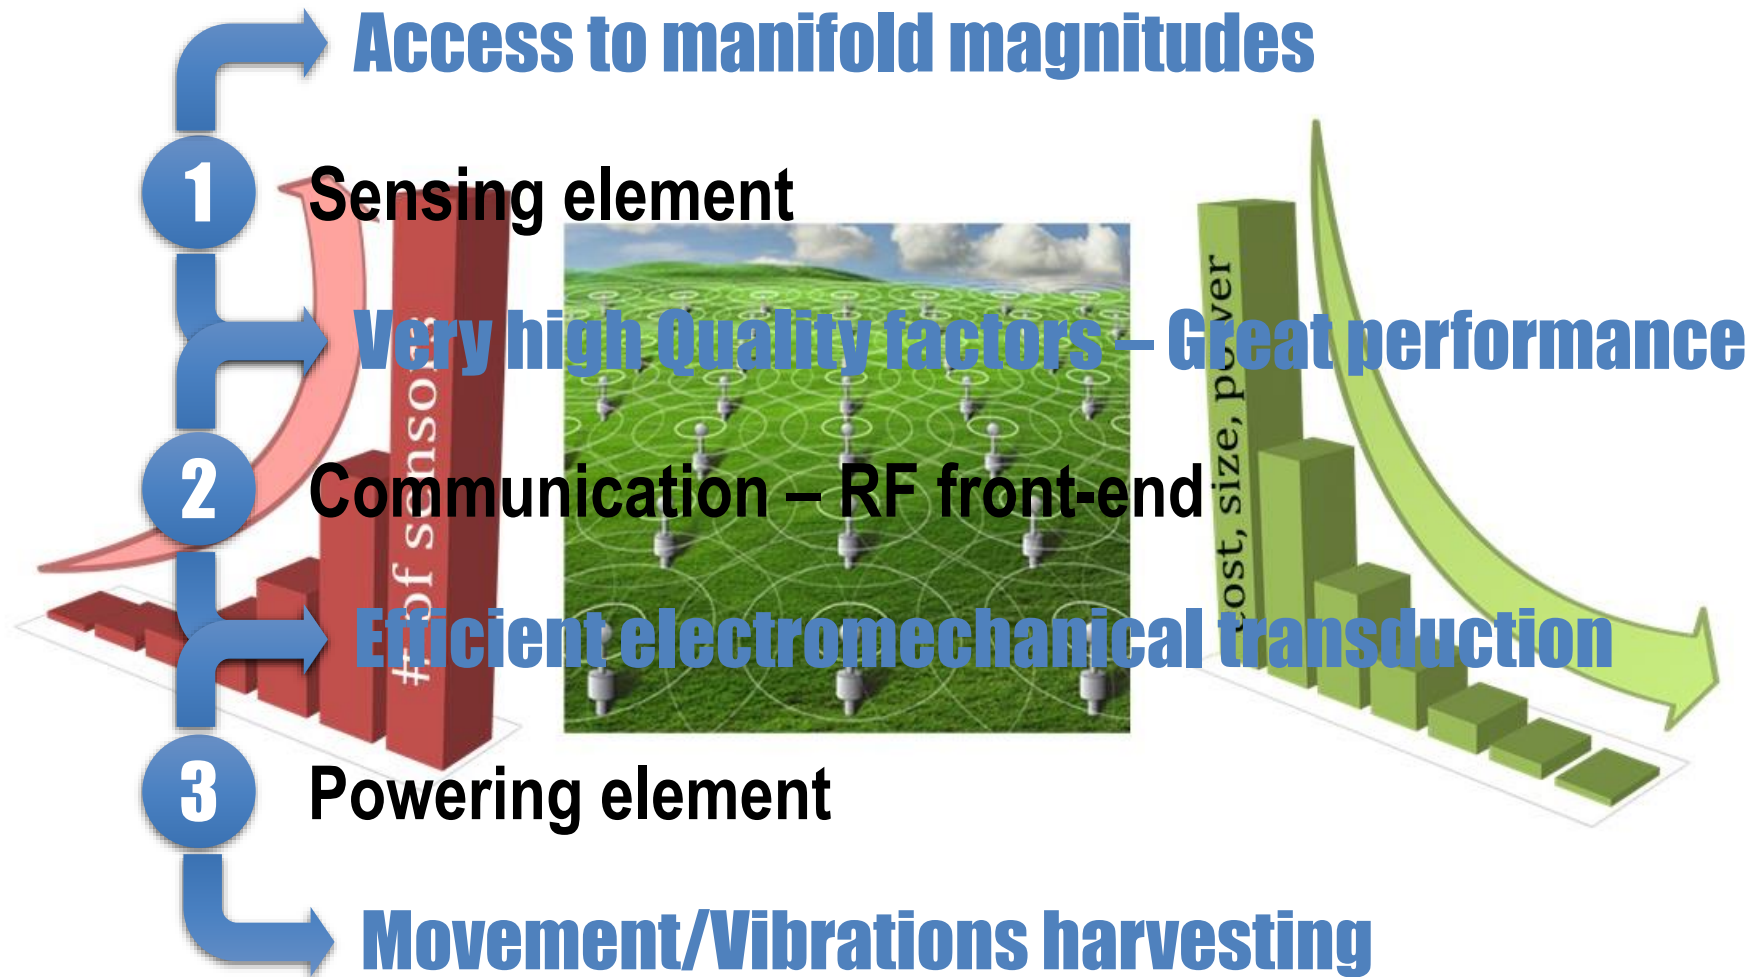 Access to manifold magnitudes
1
Sensing element
Very high Quality factors – Great performance
2
Communication – RF front-end
Efficient electromechanical transduction
3
Powering element
Movement/Vibrations harvesting
# of sensors
cost, size, power